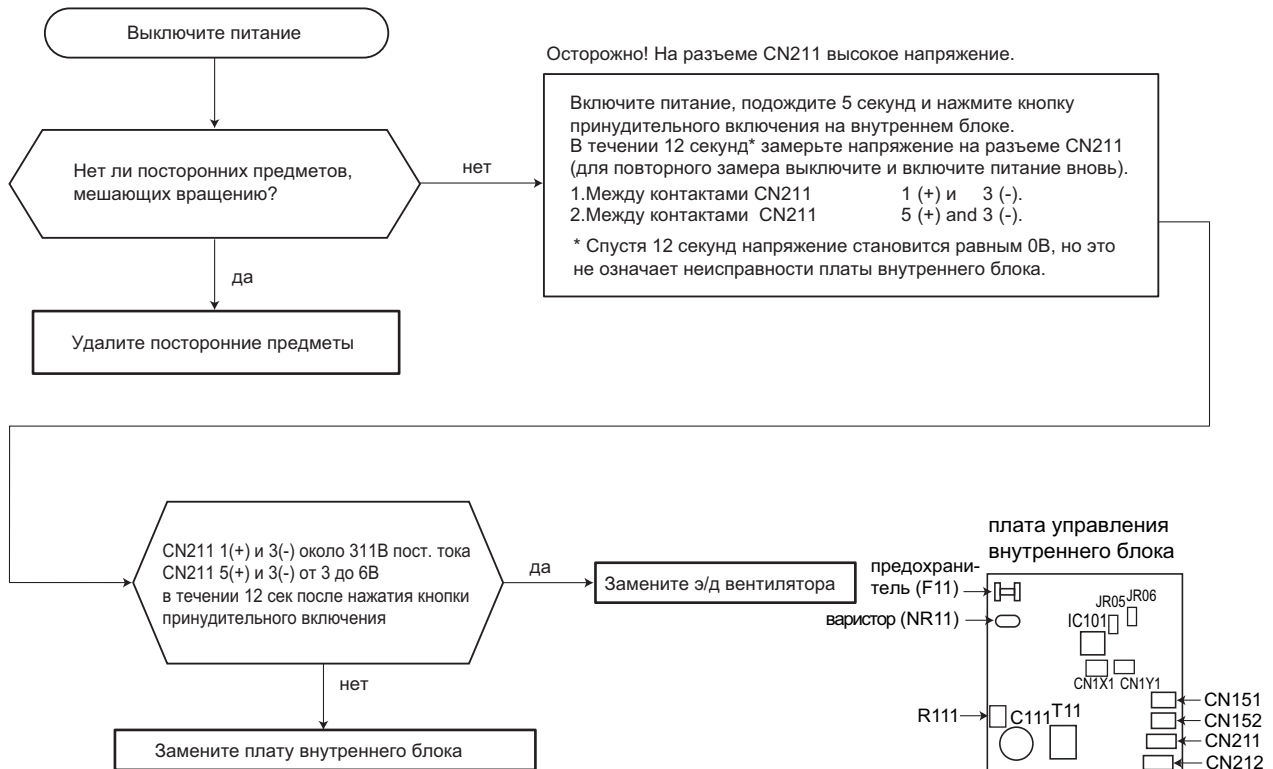 Выключите питание
Осторожно! На разъеме CN211 высокое напряжение.
Нет ли посторонних предметов,
мешающих вращению?
нет
да
Удалите посторонние предметы
Включите питание, подождите 5 секунд и нажмите кнопку
принудительного включения на внутреннем блоке.
В течении 12 секунд* замерьте напряжение на разъеме CN211
(для повторного замера выключите и включите питание вновь).
1.Между контактами CN211 1 (+) и 3 (-).
2.Между контактами CN211 5 (+) and 3 (-).
* Спустя 12 секунд напряжение становится равным 0В, но это
не означает неисправности платы внутреннего блока.
CN211 1(+) и 3(-) около 311В пост. тока
CN211 5(+) и 3(-) от 3 до 6В
в течении 12 сек после нажатия кнопки
принудительного включения
да
Замените э/д вентилятора
нет
Замените плату внутреннего блока
плата управления
внутреннего блока
предохрани-
тель (F11)
варистор (NR11)
JR05
JR06
IC101
CN1X1
CN1Y1
R111
C111
T11
CN151
CN152
CN211
CN212